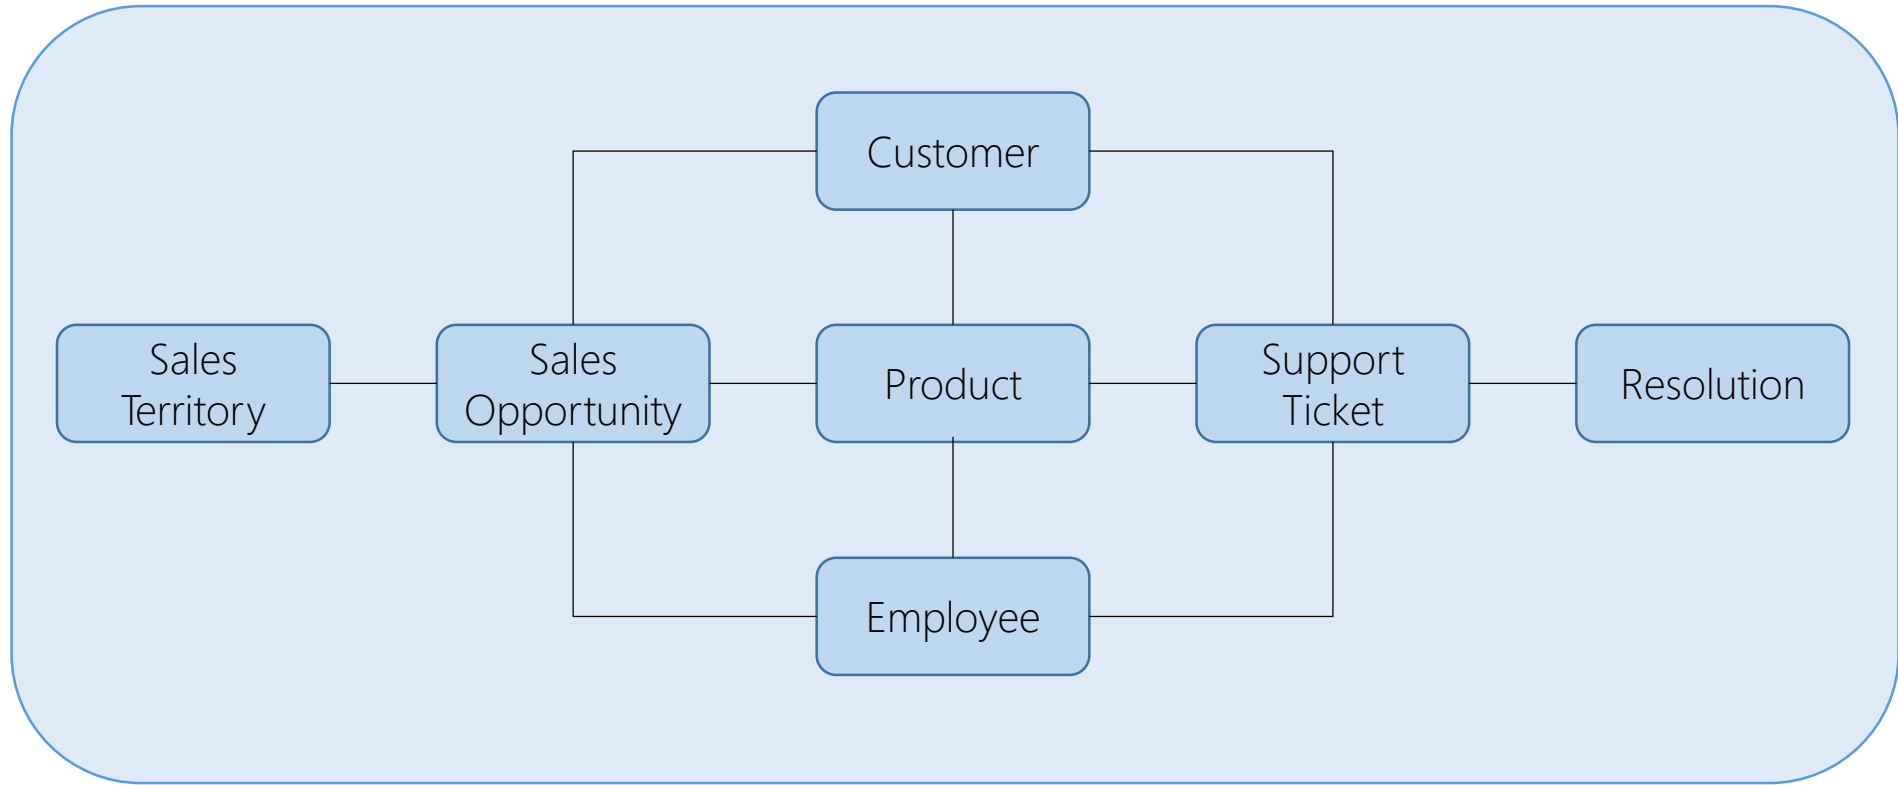 Customer
Sales
Territory
Sales
Opportunity
Product
Support
Ticket
Resolution
Employee